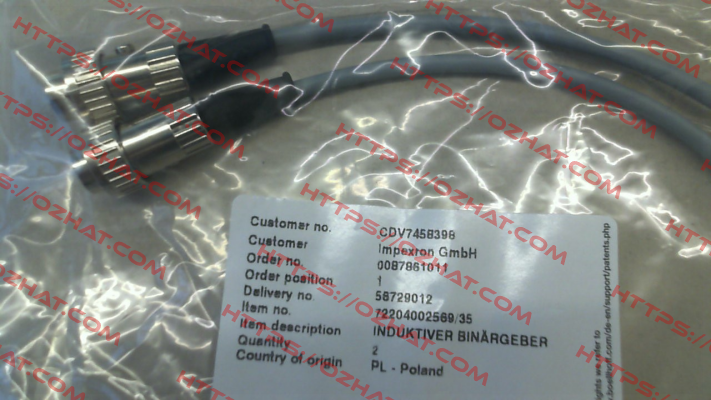 Customer no. CDV7458398
Customer Impexron GmbH
Order no. 0087861011
Order position 1
Delivery no 56729012
Item no. 72204002569/35
Item description INDUKTIVER BINÄRGEBER
Quantity 2
Country of origin PL - Poland
HTTPS://OZHAT.COM